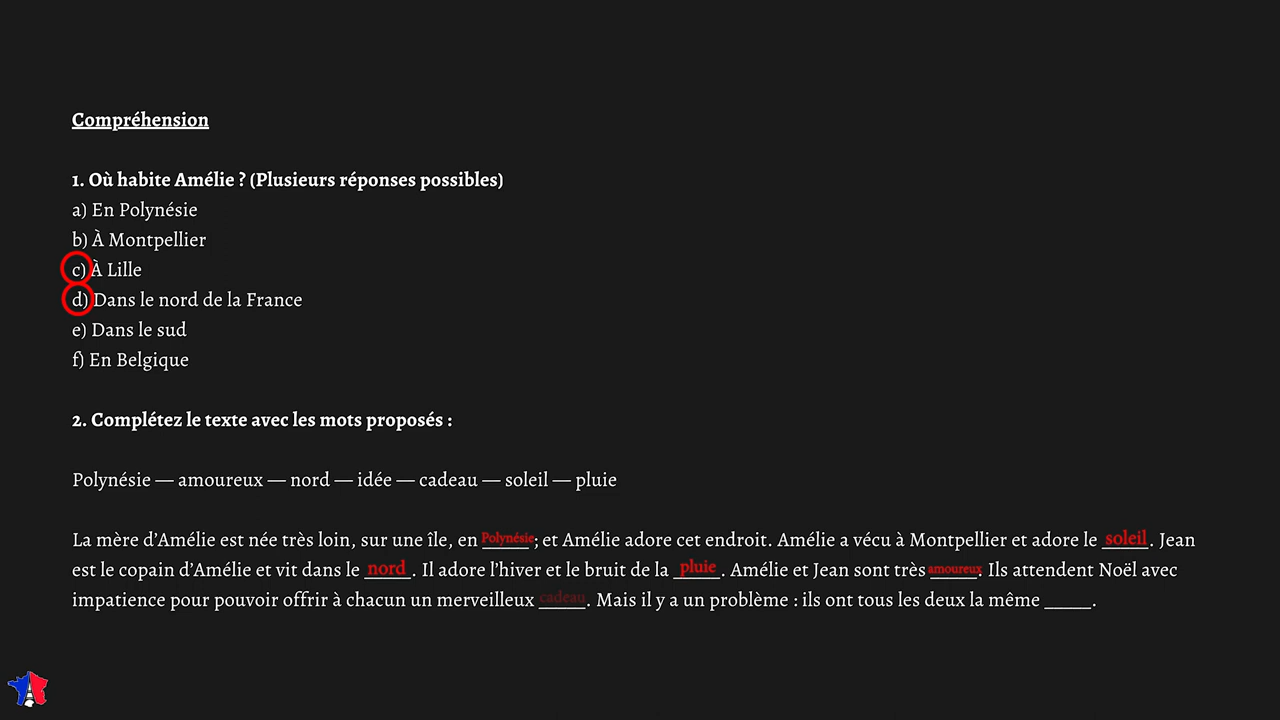 Compréhension
1. Où habite Amélie ? (Plusieurs réponses possibles)
a) En Polynésie
b) À Montpellier
c) À Lille
d) Dans le nord de la France
e) Dans le sud
f) En Belgique
2. Complétez le texte avec les mots proposés :
Polynésie — amoureux — nord — idée — cadeau — soleil — pluie
La mère d’Amélie est née très loin, sur une île, en Polynésie ; et Amélie adore cet endroit. Amélie a vécu à Montpellier et adore le soleil. Jean
est le copain d’Amélie et vit dans le nord. Il adore l’hiver et le bruit de la pluie. Amélie et Jean sont très amoureux. Ils attendent Noël avec
impatience pour pouvoir offrir à chacun un merveilleux cadeau. Mais il y a un problème : ils ont tous les deux la même _____.